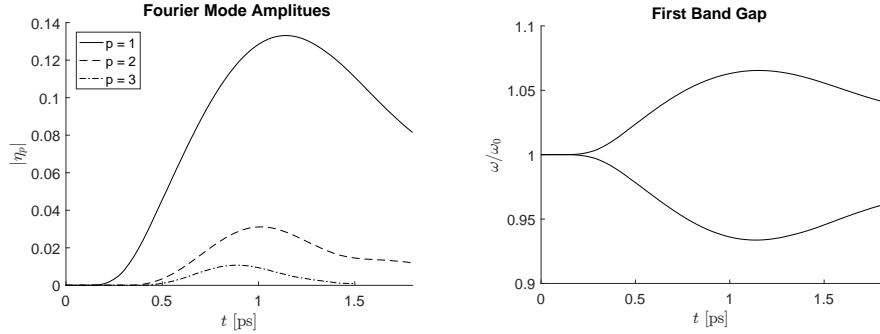 Fourier Mode Amplitues
0.14
0.12
0.1
0.08
0.06
0.04
0.02
0
p = 1
p = 2
p = 3
|η_p|
0
0.5
1
1.5
t [ps]
First Band Gap
1.1
1.05
1
0.95
0.9
ω/ω_0
0
0.5
1
1.5
t [ps]